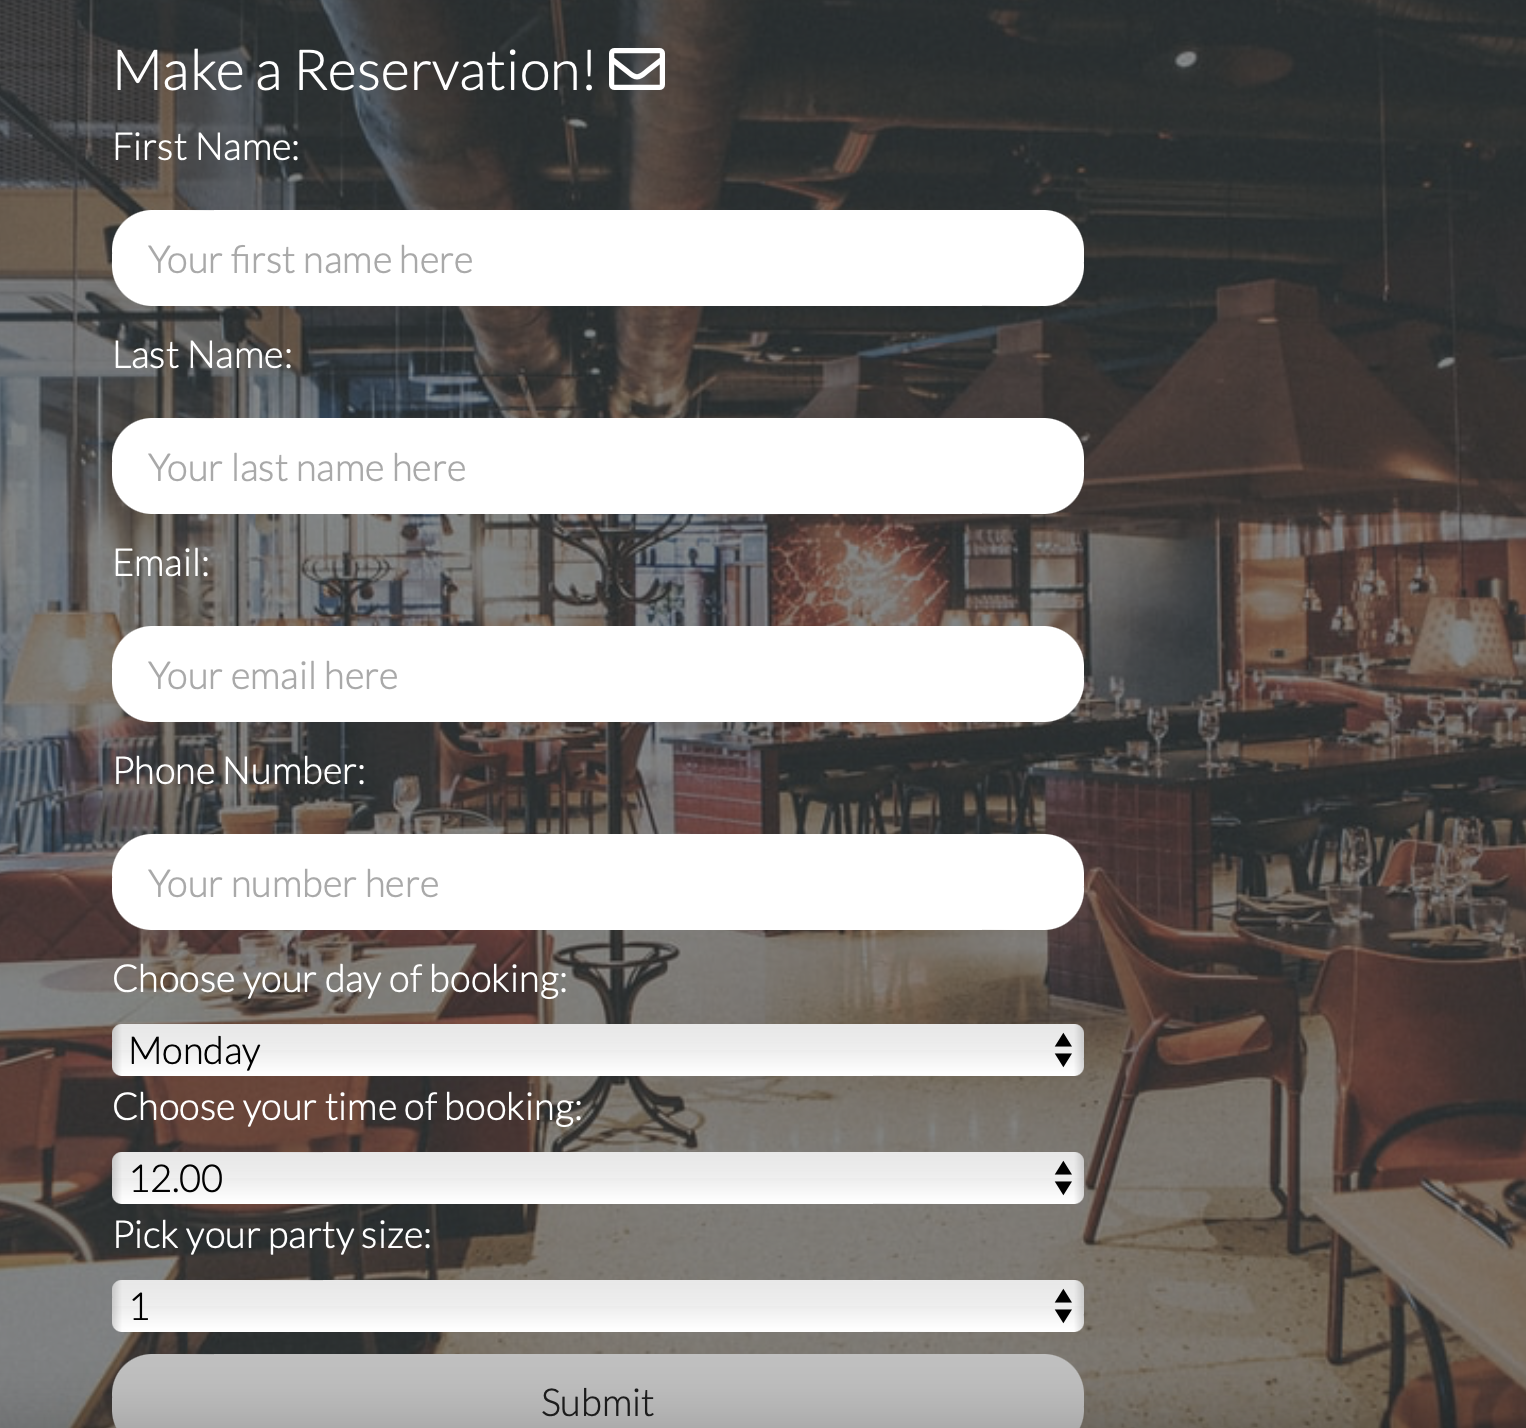 Make a Reservation!
First Name:
Your first name here
Last Name:
Your last name here
Email:
Your email here
Phone Number:
Your number here
Choose your day of booking:
Monday
Choose your time of booking:
12.00
Pick your party size:
1
Submit